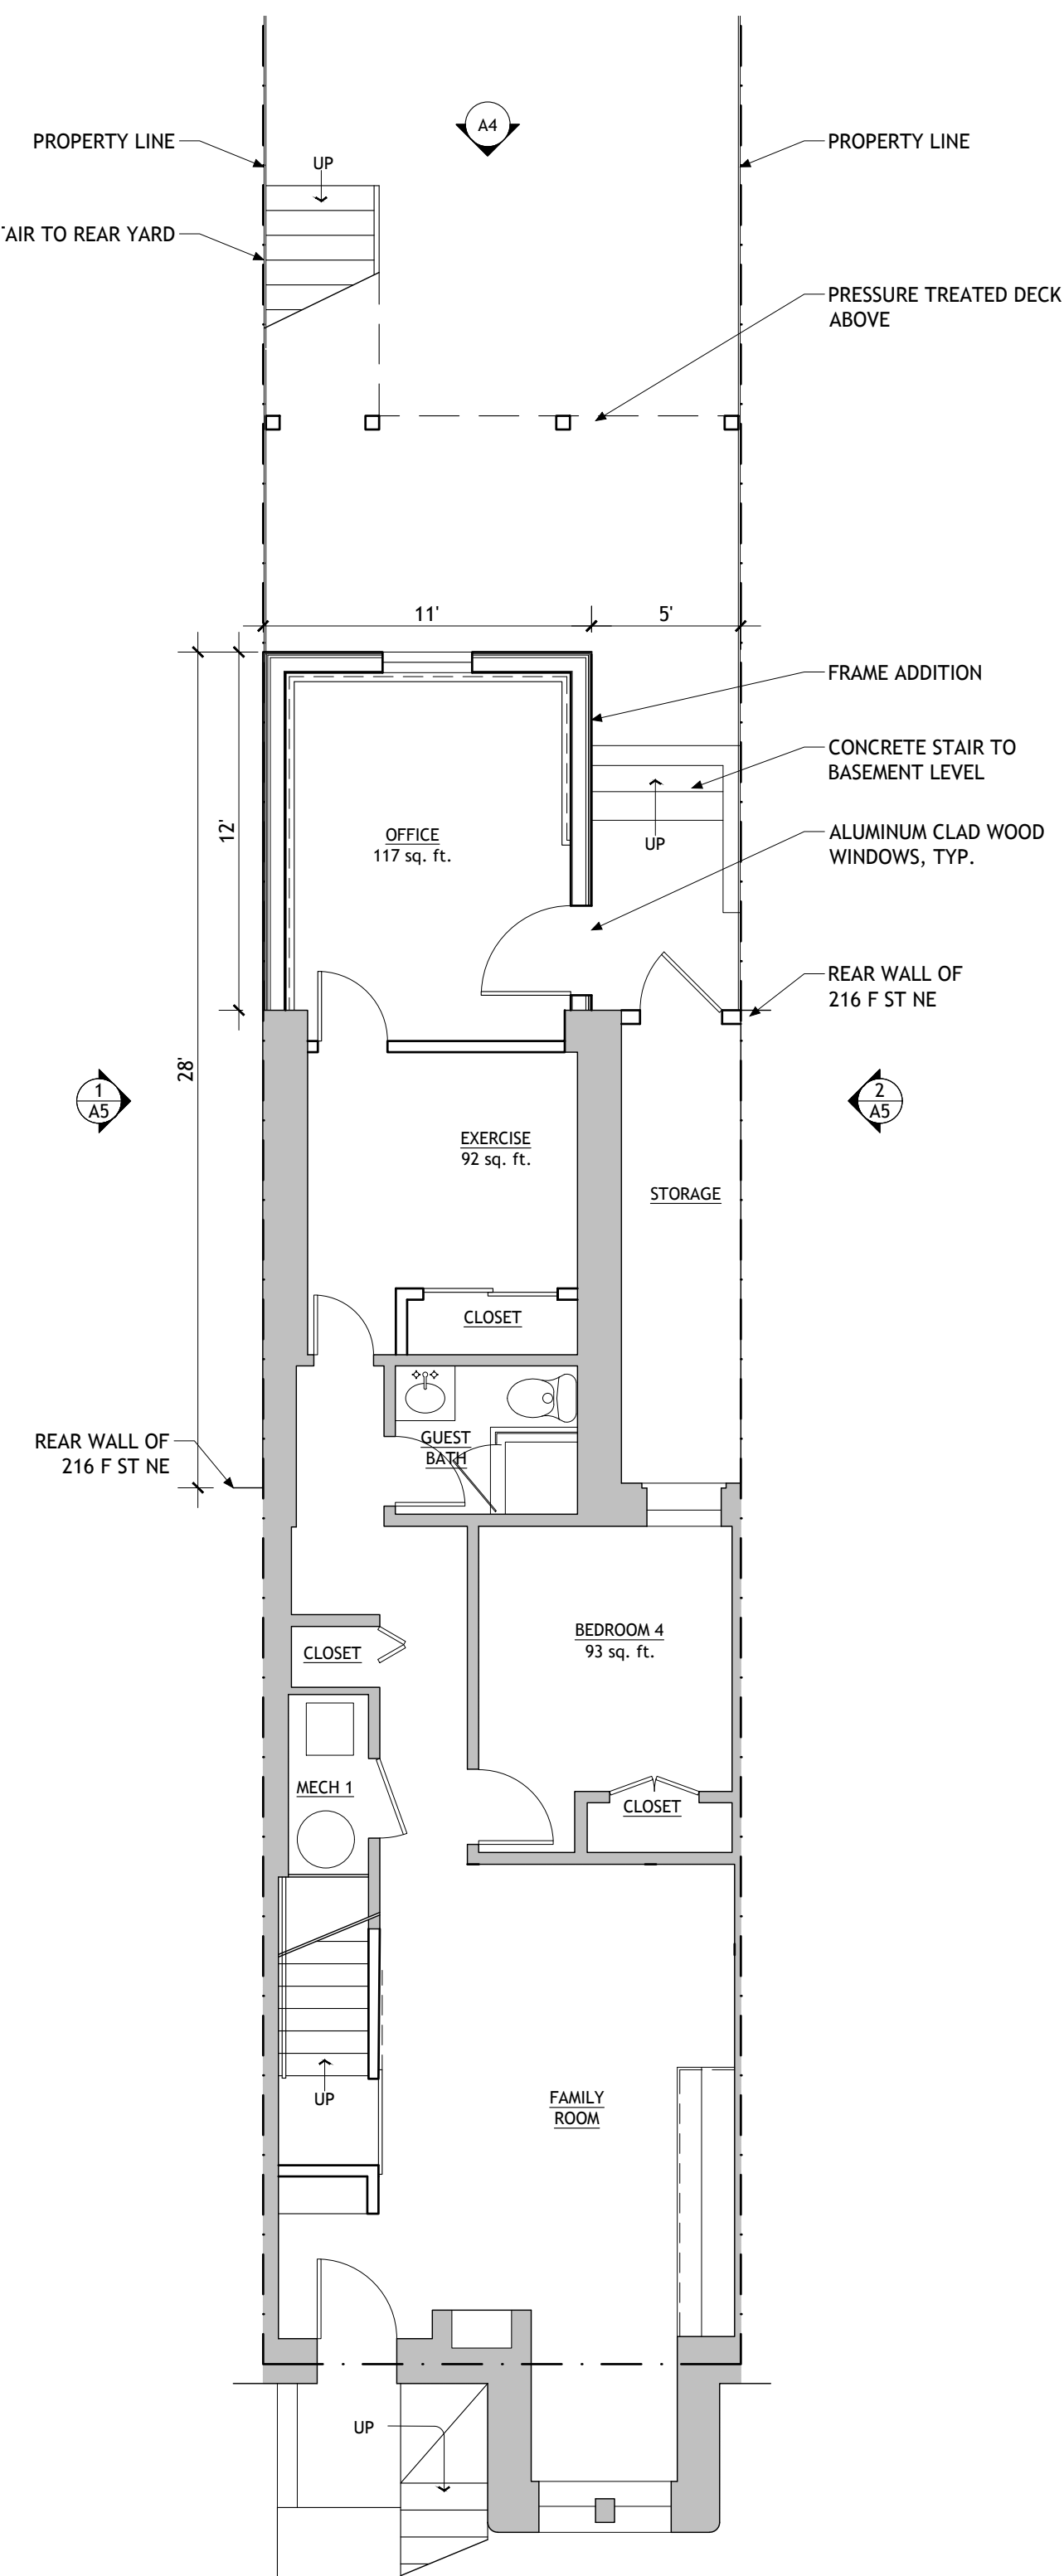 A4
PROPERTY LINE
PROPERTY LINE
UP
AIR TO REAR YARD
PRESSURE TREATED DECK
ABOVE
11'
5'
FRAME ADDITION
CONCRETE STAIR TO
BASEMENT LEVEL
12'
OFFICE
117 sq. ft.
UP
ALUMINUM CLAD WOOD
WINDOWS, TYP.
REAR WALL OF
216 F ST NE
28'
1
A5
2
A5
EXERCISE
92 sq. ft.
STORAGE
CLOSET
REAR WALL OF
216 F ST NE
GUEST
BATH
BEDROOM 4
93 sq. ft.
CLOSET
MECH 1
CLOSET
UP
FAMILY
ROOM
UP